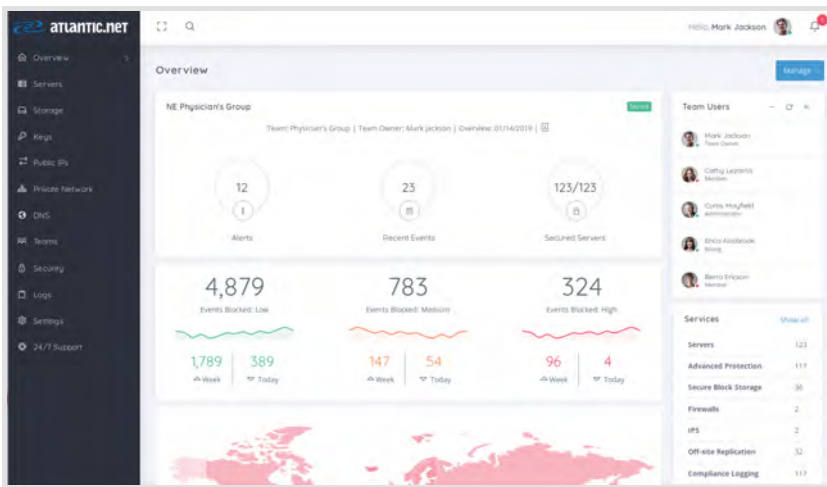 atlantic.net
Hello, Mark Jackson
Overview
Servers
Storage
Keys
Public IPs
Private Network
DNS
Teams
Security
Logs
Settings
24/7 Support
Overview
Manage
NE Physician's Group
Team: Physician's Group | Team Owner: Mark Jackson | Overview: 01/14/2019 |
12
Alerts
23
Recent Events
123/123
Secured Servers
4,879
Events Blocked: Low
1,789 389
Week Today
783
Events Blocked: Medium
147 54
Week Today
324
Events Blocked: High
96 4
Week Today
Team Users
Mark Jackson
Team Owner
Cathy
Member
Curtis Mayfield
Administrator
Erica
Billing
Berta Erickson
Member
Services Show all
Servers 123
Advanced Protection 117
Secure Block Storage 36
Firewalls 2
IPS 2
Off-site Replication 32
Compliance Logging 117